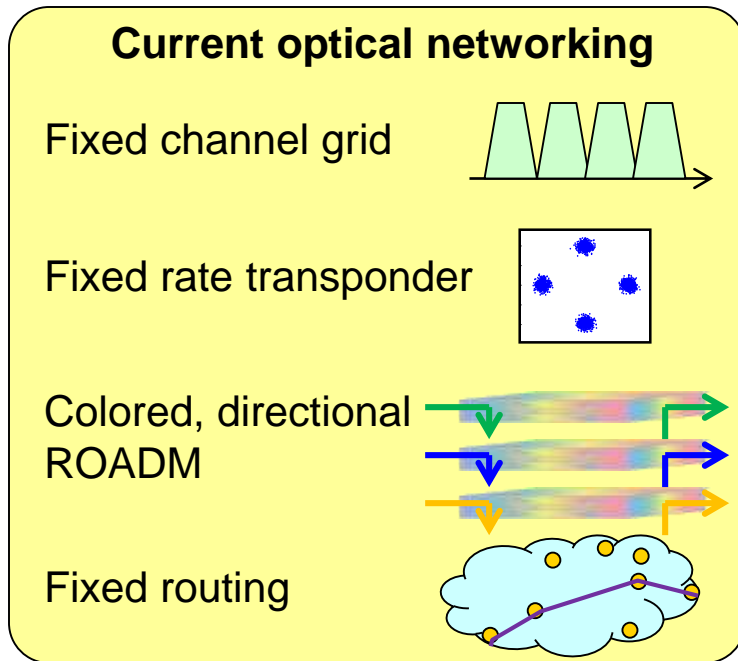 Current optical networking
Fixed channel grid
Fixed rate transponder
Colored, directional
ROADM
Fixed routing